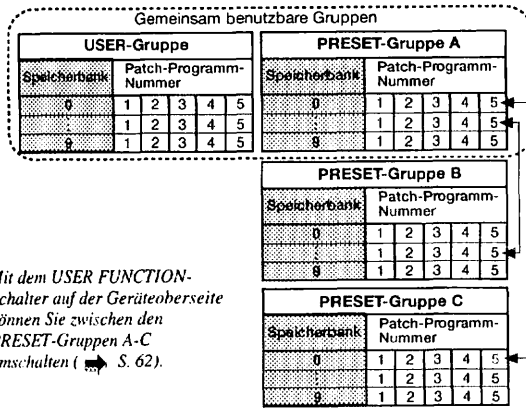 Gemeinsam benutzbare Gruppen
USER-Gruppe
Speicherbank
Patch-Programm-
Nummer
0 1 2 3 4 5
1 2 3 4 5
9 1 2 3 4 5
PRESET-Gruppe A
Speicherbank
Patch-Programm-
Nummer
0 1 2 3 4 5
1 2 3 4 5
9 1 2 3 4 5
PRESET-Gruppe B
Speicherbank
Patch-Programm-
Nummer
0 1 2 3 4 5
1 2 3 4 5
9 1 2 3 4 5
it dem USER FUNCTION-
chalter auf der Geräteoberseite
önnen Sie zwischen den
RESET-Gruppen A-C
mschalten ( ➡ S. 62).
PRESET-Gruppe C
Speicherbank
Patch-Programm-
Nummer
0 1 2 3 4 5
1 2 3 4 5
9 1 2 3 4 5